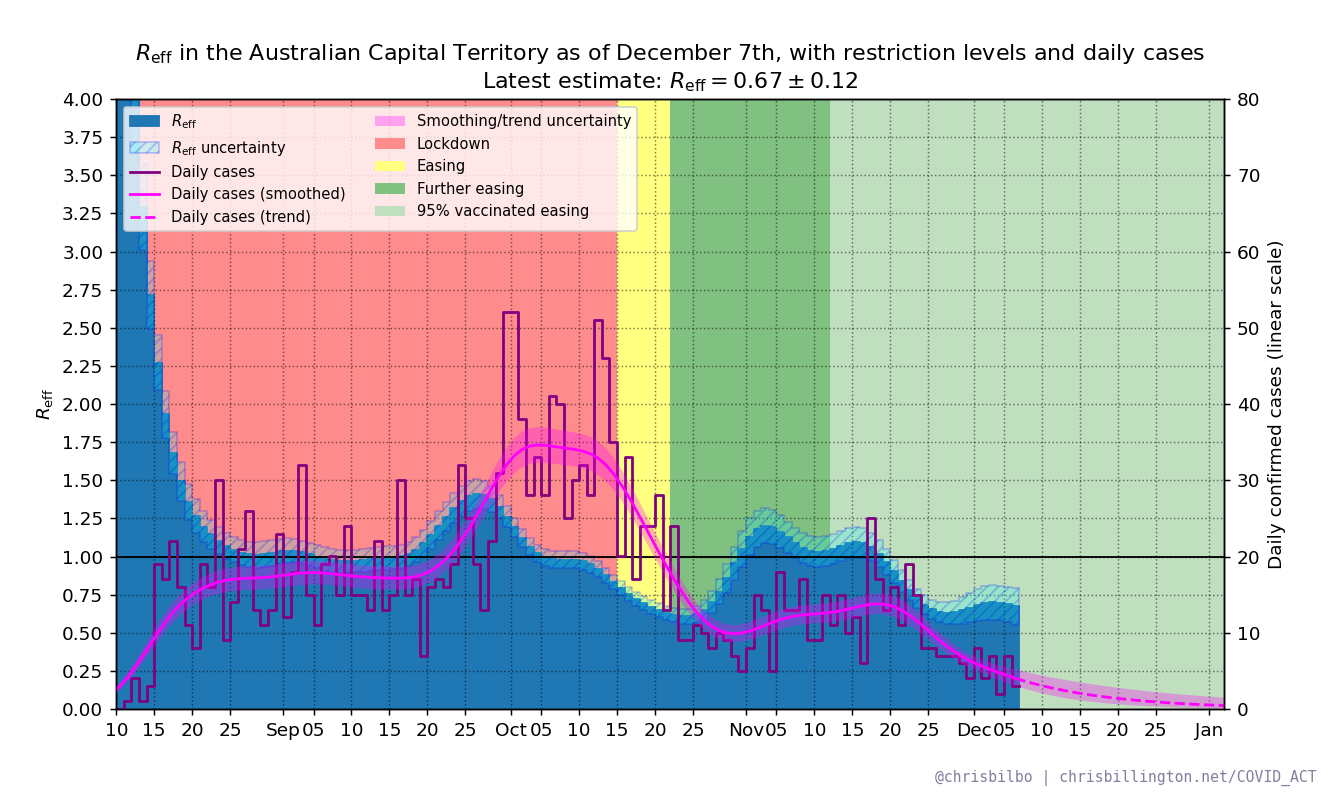 Reff in the Australian Capital Territory as of December 7th, with restriction levels and daily cases
Latest estimate: Reff = 0.67 ± 0.12
Reff
Reff uncertainty
Daily cases
Daily cases (smoothed)
Daily cases (trend)
Smoothing/trend uncertainty
Lockdown
Easing
Further easing
95% vaccinated easing
Reff
4.00
3.75
3.50
3.25
3.00
2.75
2.50
2.25
2.00
1.75
1.50
1.25
1.00
0.75
0.50
0.25
0.00
80
70
60
50
40
30
20
10
0
Daily confirmed cases (linear scale)
10 15 20 25 Sep 05 10 15 20 25 Oct 05 10 15 20 25 Nov 05 10 15 20 25 Dec 05 10 15 20 25 Jan
@chrisbilbo | chrisbillington.net/COVID_ACT